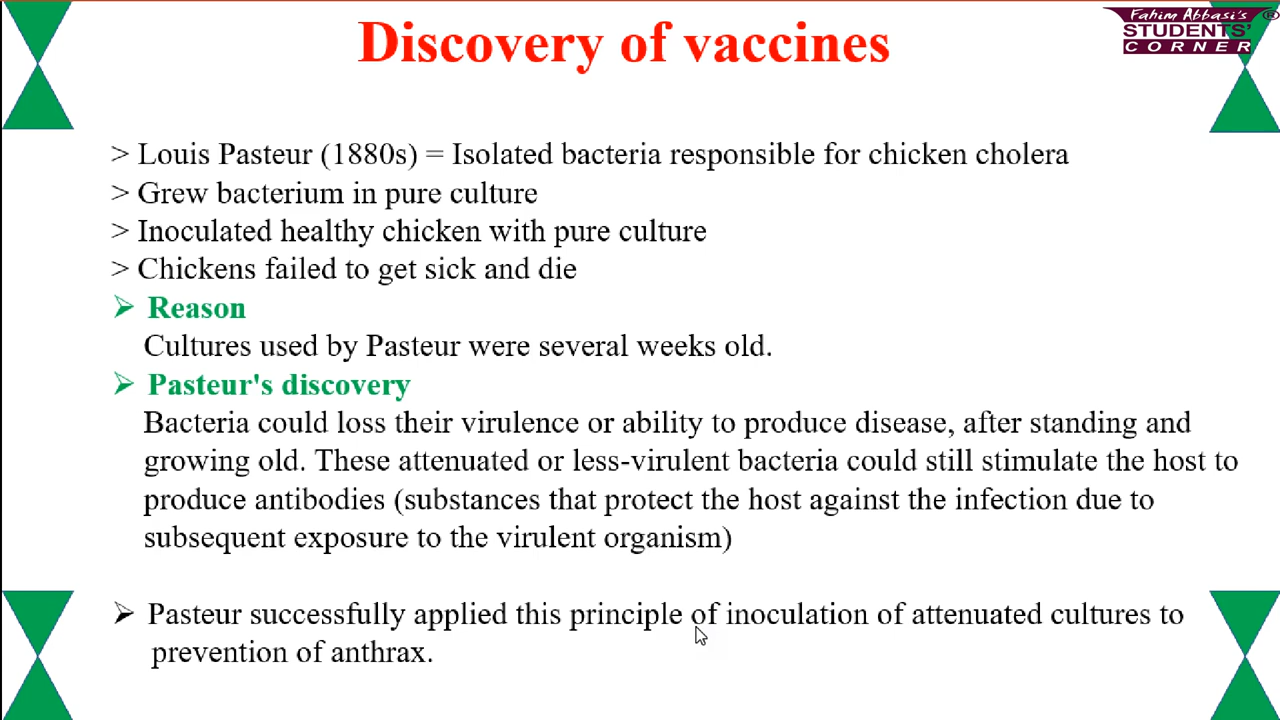 Discovery of vaccines
Fahim Abbasi's ®
STUDENTS'
CORNER
> Louis Pasteur (1880s) = Isolated bacteria responsible for chicken cholera
> Grew bacterium in pure culture
> Inoculated healthy chicken with pure culture
> Chickens failed to get sick and die
➢ Reason
Cultures used by Pasteur were several weeks old.
➢ Pasteur's discovery
Bacteria could loss their virulence or ability to produce disease, after standing and
growing old. These attenuated or less-virulent bacteria could still stimulate the host to
produce antibodies (substances that protect the host against the infection due to
subsequent exposure to the virulent organism)
➢ Pasteur successfully applied this principle of inoculation of attenuated cultures to
prevention of anthrax.